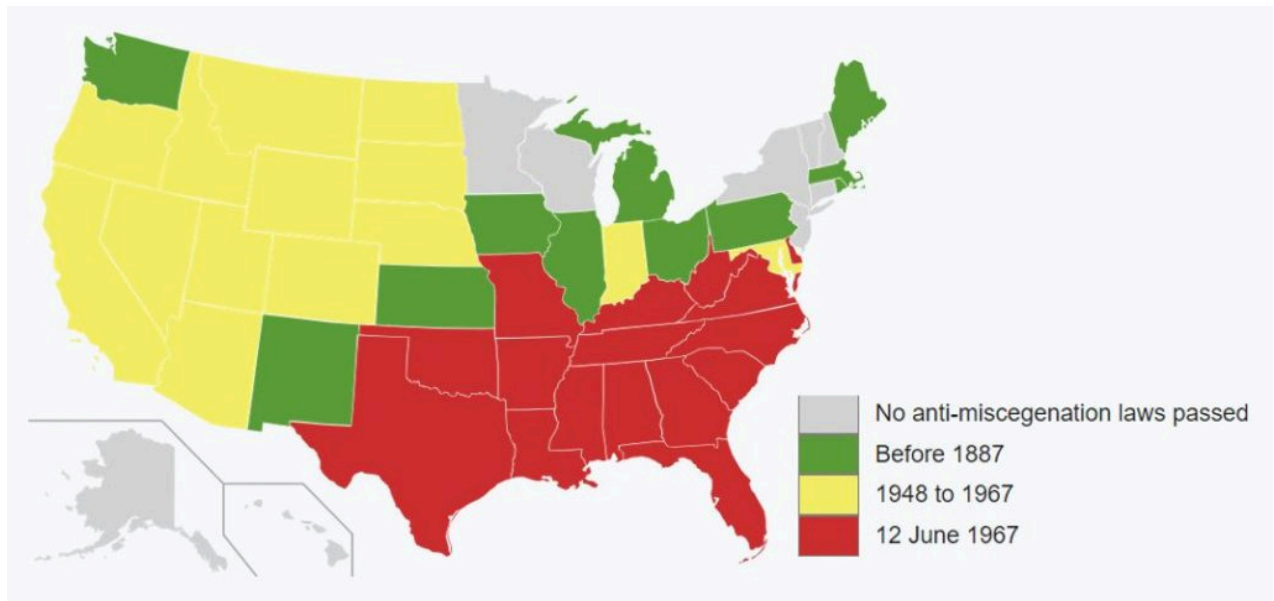 No anti-miscegenation laws passed
Before 1887
1948 to 1967
12 June 1967